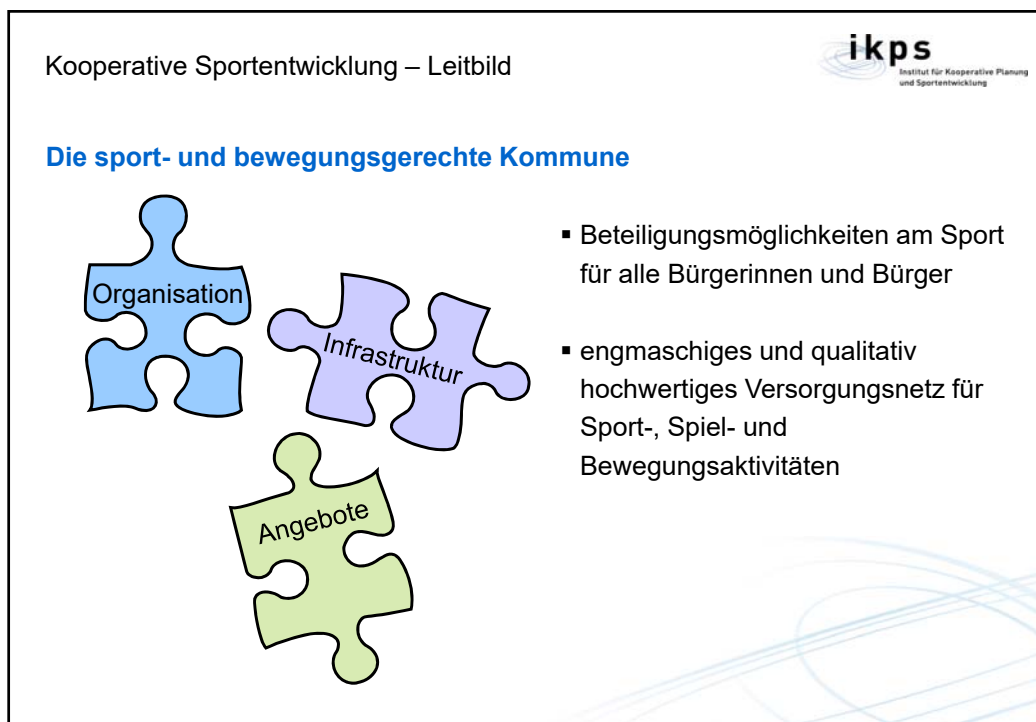 Kooperative Sportentwicklung – Leitbild
ikps
Institut für Kooperative Planung
und Sportentwicklung
Die sport- und bewegungsgerechte Kommune
Organisation
Infrastruktur
Angebote
▪ Beteiligungsmöglichkeiten am Sport
für alle Bürgerinnen und Bürger
▪ engmaschiges und qualitativ
hochwertiges Versorgungsnetz für
Sport-, Spiel- und
Bewegungsaktivitäten